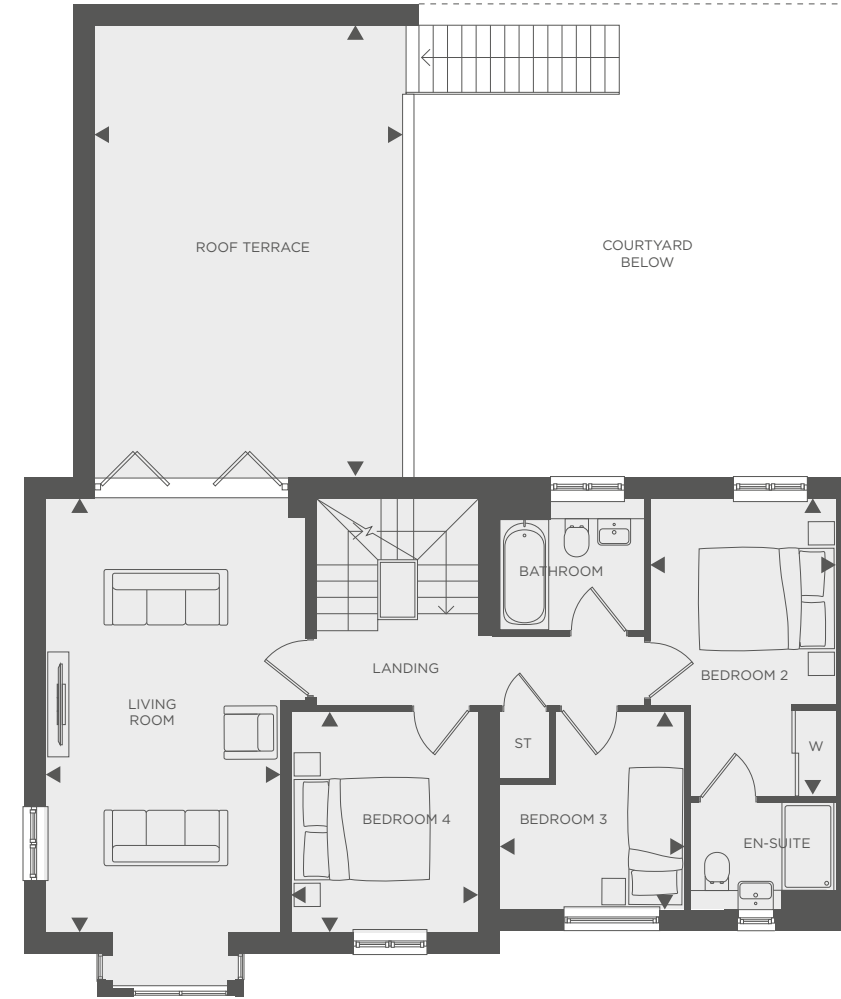 ROOF TERRACE
COURTYARD
BELOW
BATHROOM
LANDING
BEDROOM 2
LIVING
ROOM
ST
W
BEDROOM 4
BEDROOM 3
EN-SUITE